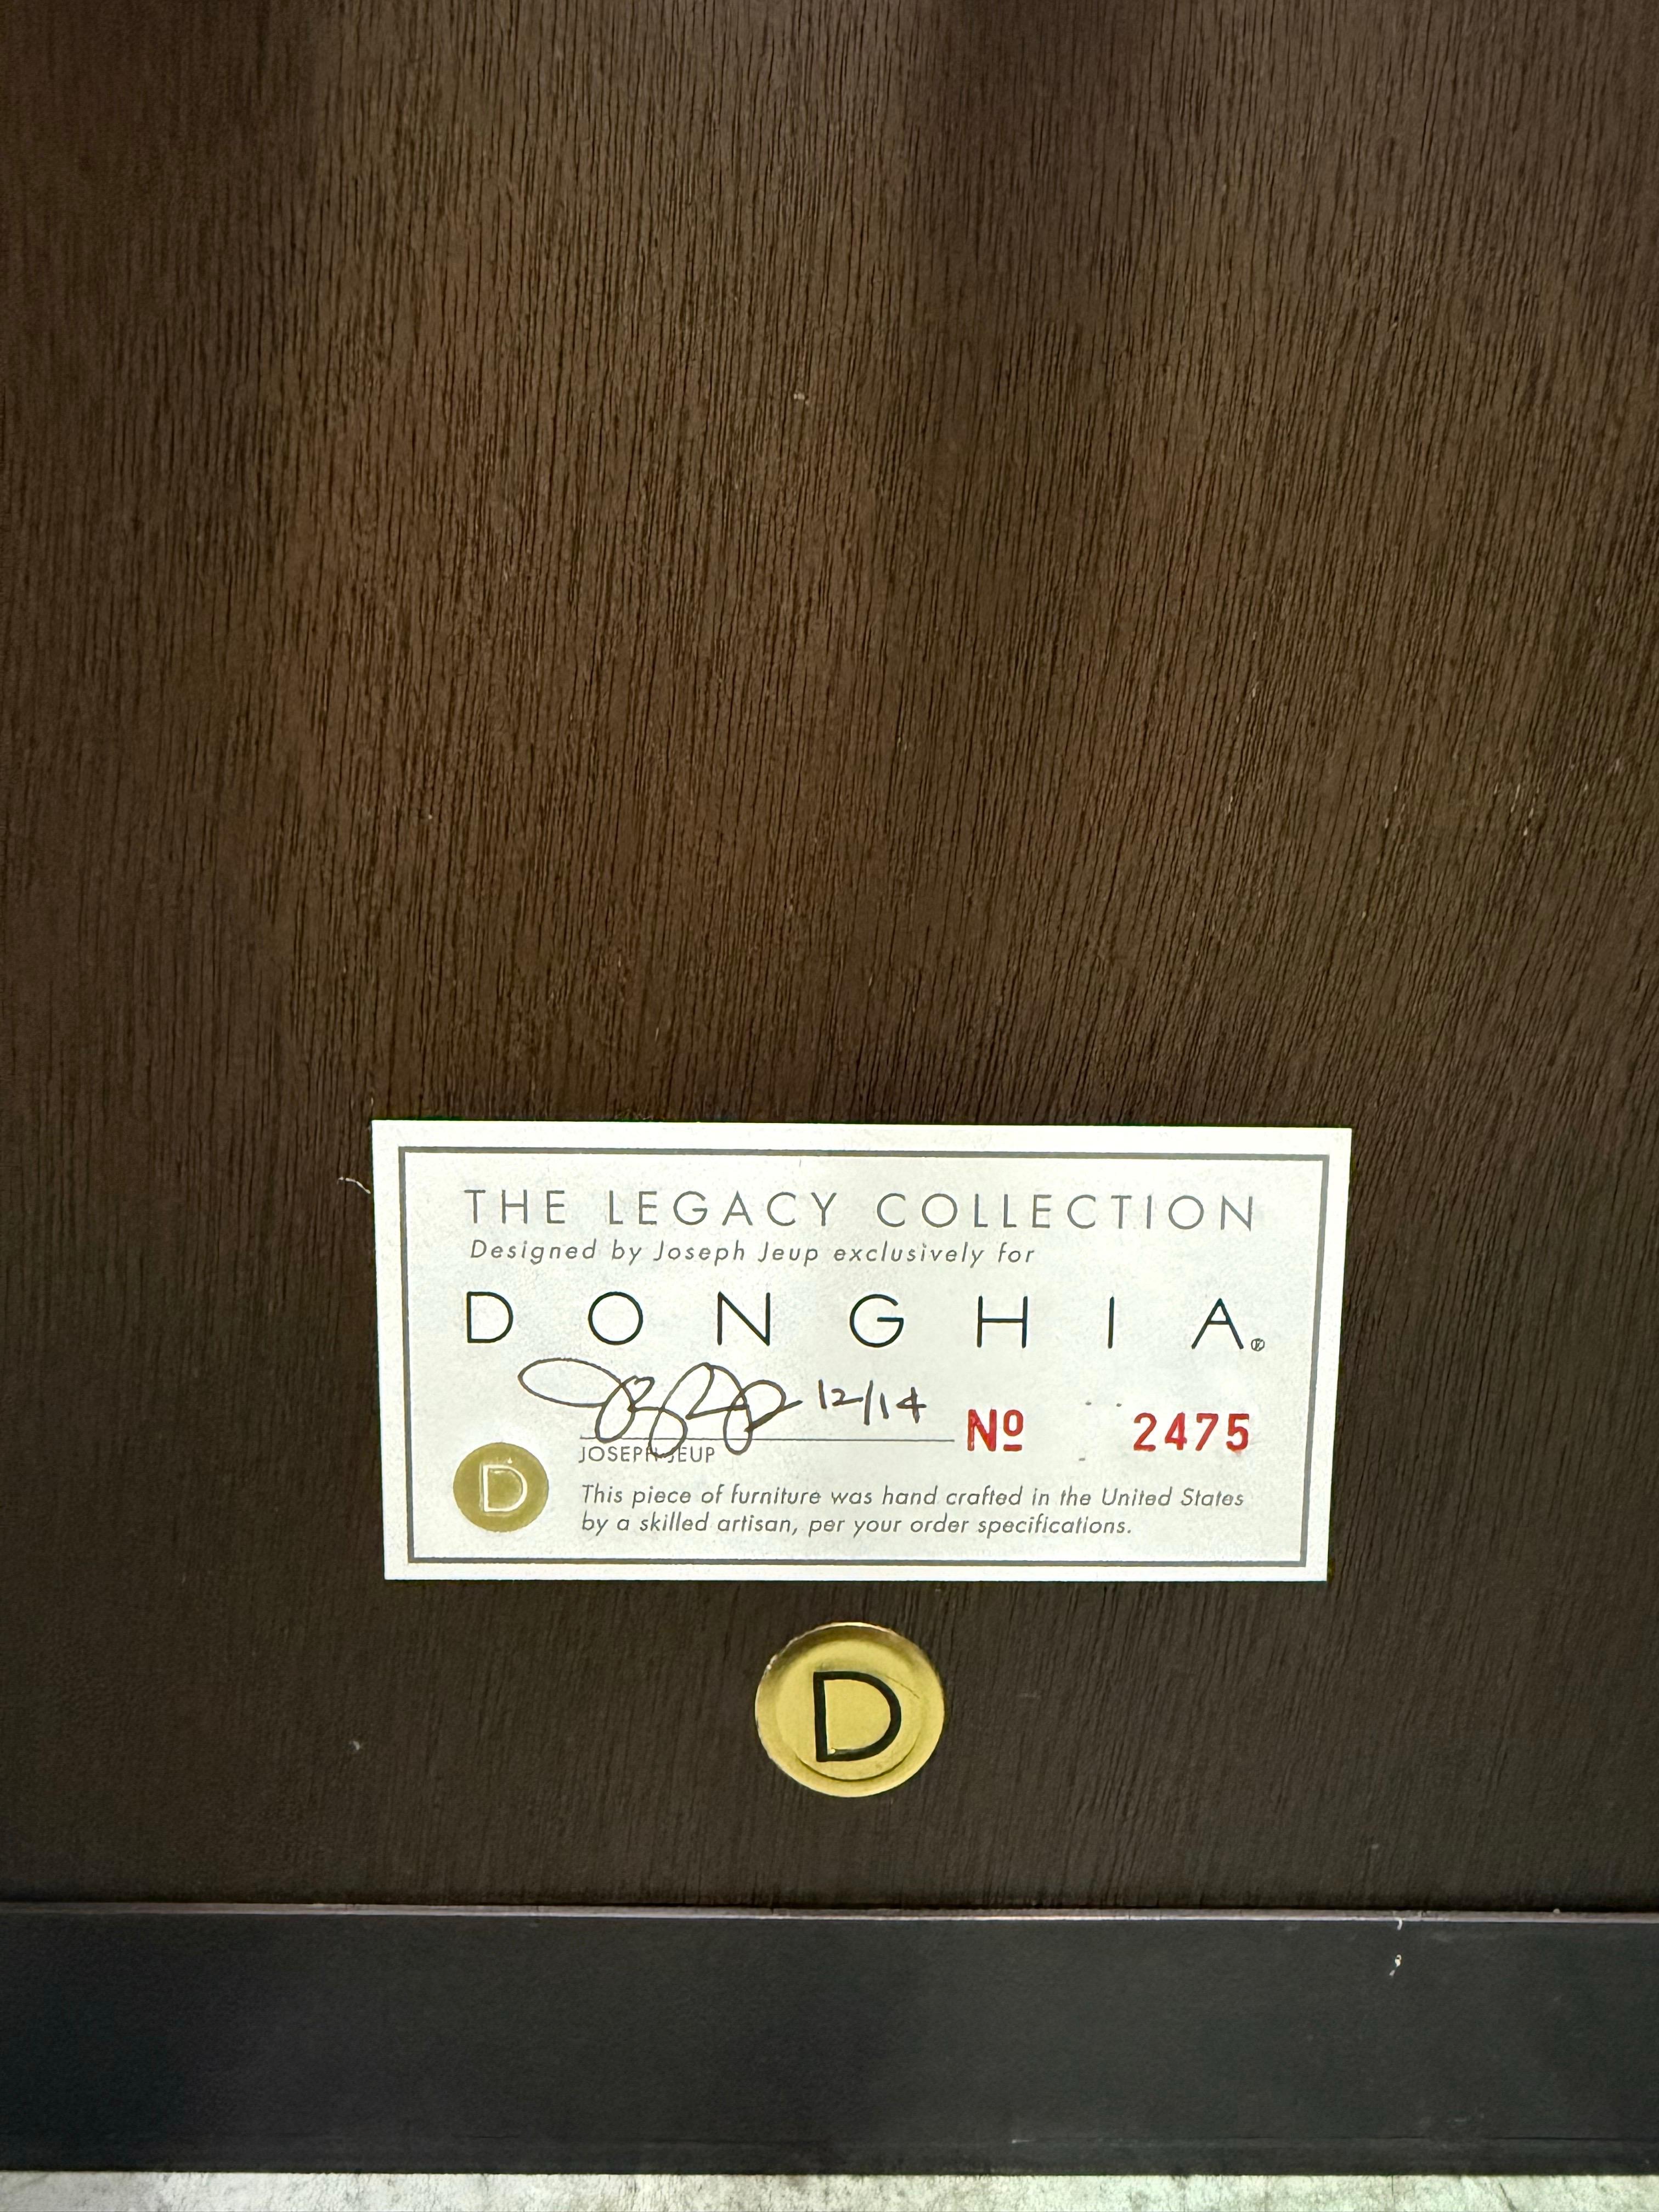 THE LEGACY COLLECTION
Designed by Joseph Jeup exclusively for
DONGHIA®
12/14
Nº 2475
JOSEPH JEUP
D
This piece of furniture was hand crafted in the United States
by a skilled artisan, per your order specifications.
D